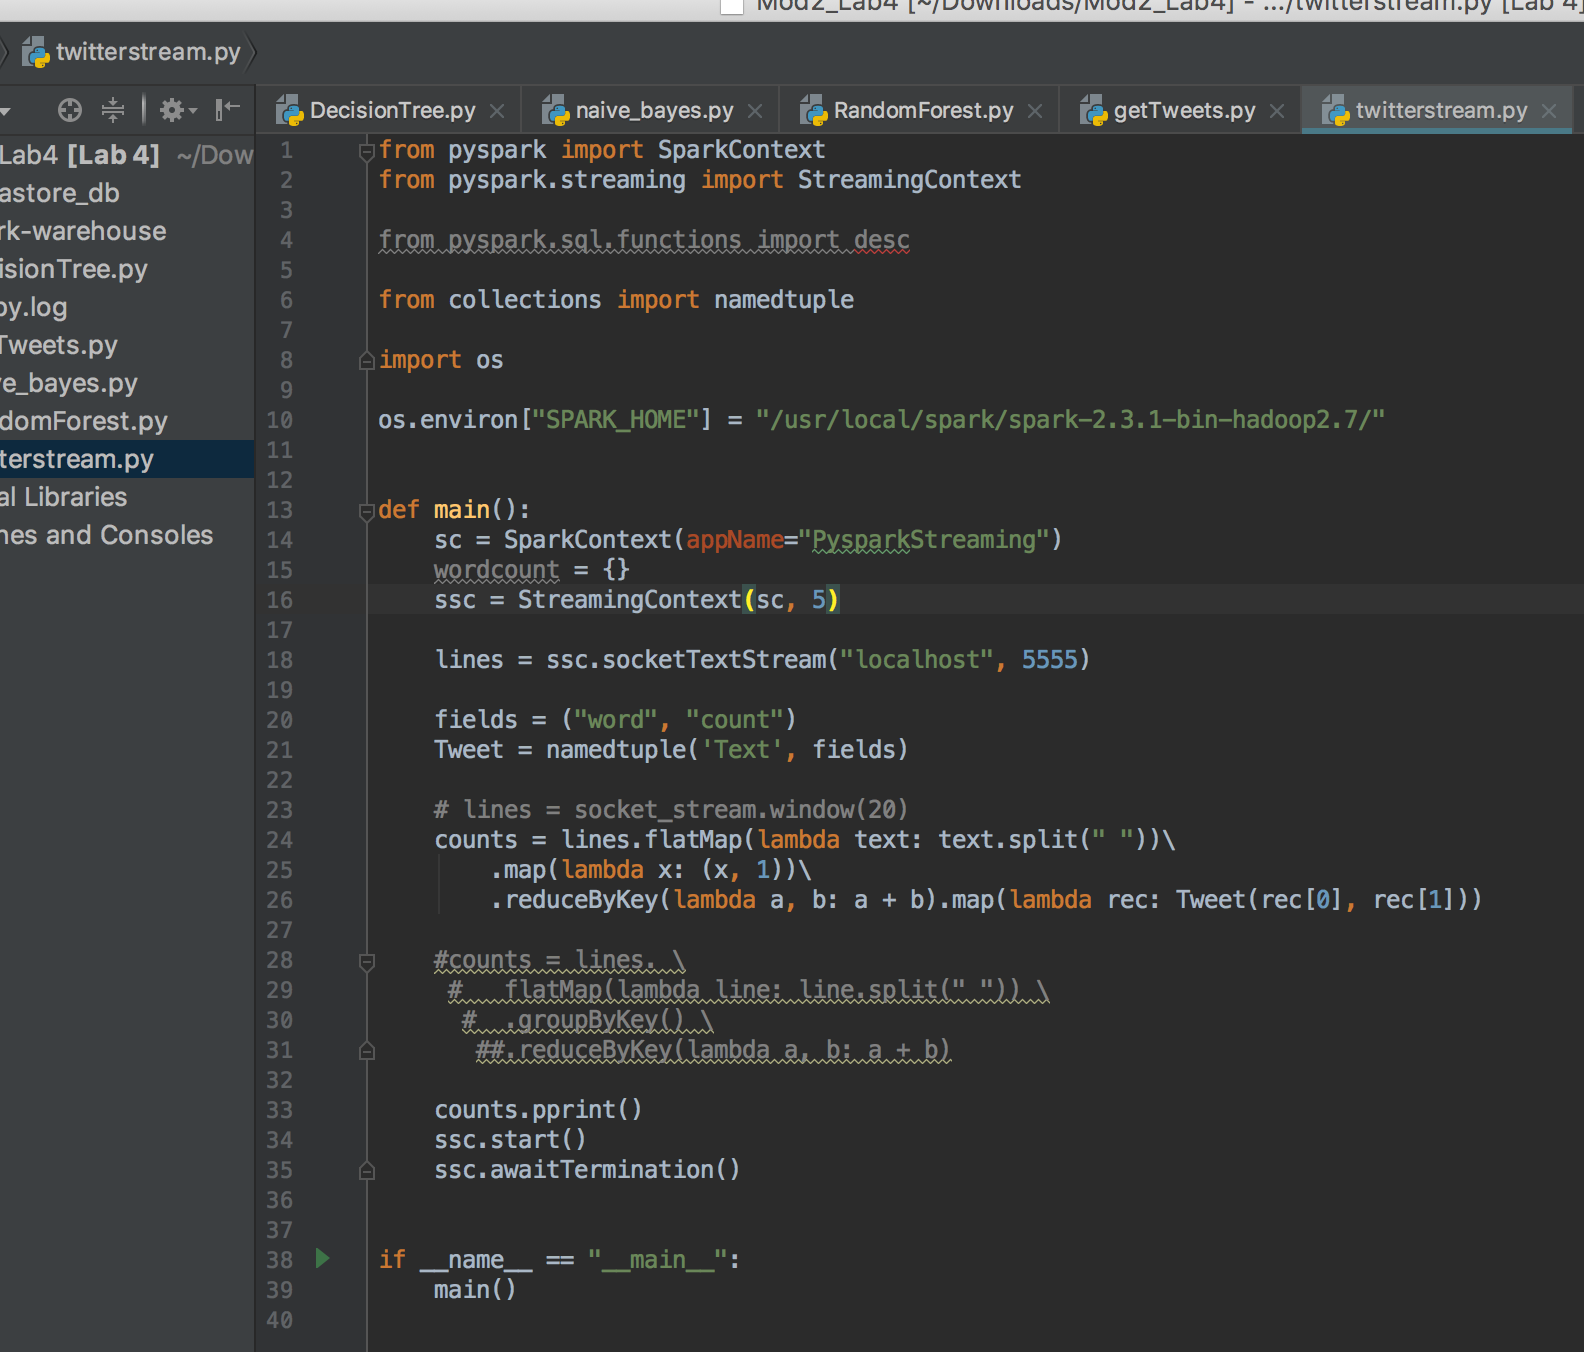 Mod2_Lab4 [~/Downloads/Mod2_Lab4] - .../twitterstream.py [Lab 4]
twitterstream.py
DecisionTree.py
naive_bayes.py
RandomForest.py
getTweets.py
twitterstream.py
Lab4 [Lab 4] ~/Dow
astore_db
rk-warehouse
isionTree.py
py.log
Tweets.py
e_bayes.py
domForest.py
tterstream.py
al Libraries
hes and Consoles
1 from pyspark import SparkContext
2 from pyspark.streaming import StreamingContext
3
4 from pyspark.sql.functions import desc
5
6 from collections import namedtuple
7
8 import os
9
10 os.environ["SPARK_HOME"] = "/usr/local/spark/spark-2.3.1-bin-hadoop2.7/"
11
12
13 def main():
14     sc = SparkContext(appName="PysparkStreaming")
15     wordcount = {}
16     ssc = StreamingContext(sc, 5)
17
18     lines = ssc.socketTextStream("localhost", 5555)
19
20     fields = ("word", "count")
21     Tweet = namedtuple('Text', fields)
22
23     # lines = socket_stream.window(20)
24     counts = lines.flatMap(lambda text: text.split(" "))\
25         .map(lambda x: (x, 1))\
26         .reduceByKey(lambda a, b: a + b).map(lambda rec: Tweet(rec[0], rec[1]))
27
28     #counts = lines. \
29      #   flatMap(lambda line: line.split(" ")) \
30       #  .groupByKey() \
31        ##.reduceByKey(lambda a, b: a + b)
32
33     counts.pprint()
34     ssc.start()
35     ssc.awaitTermination()
36
37
38 if __name__ == "__main__":
39     main()
40